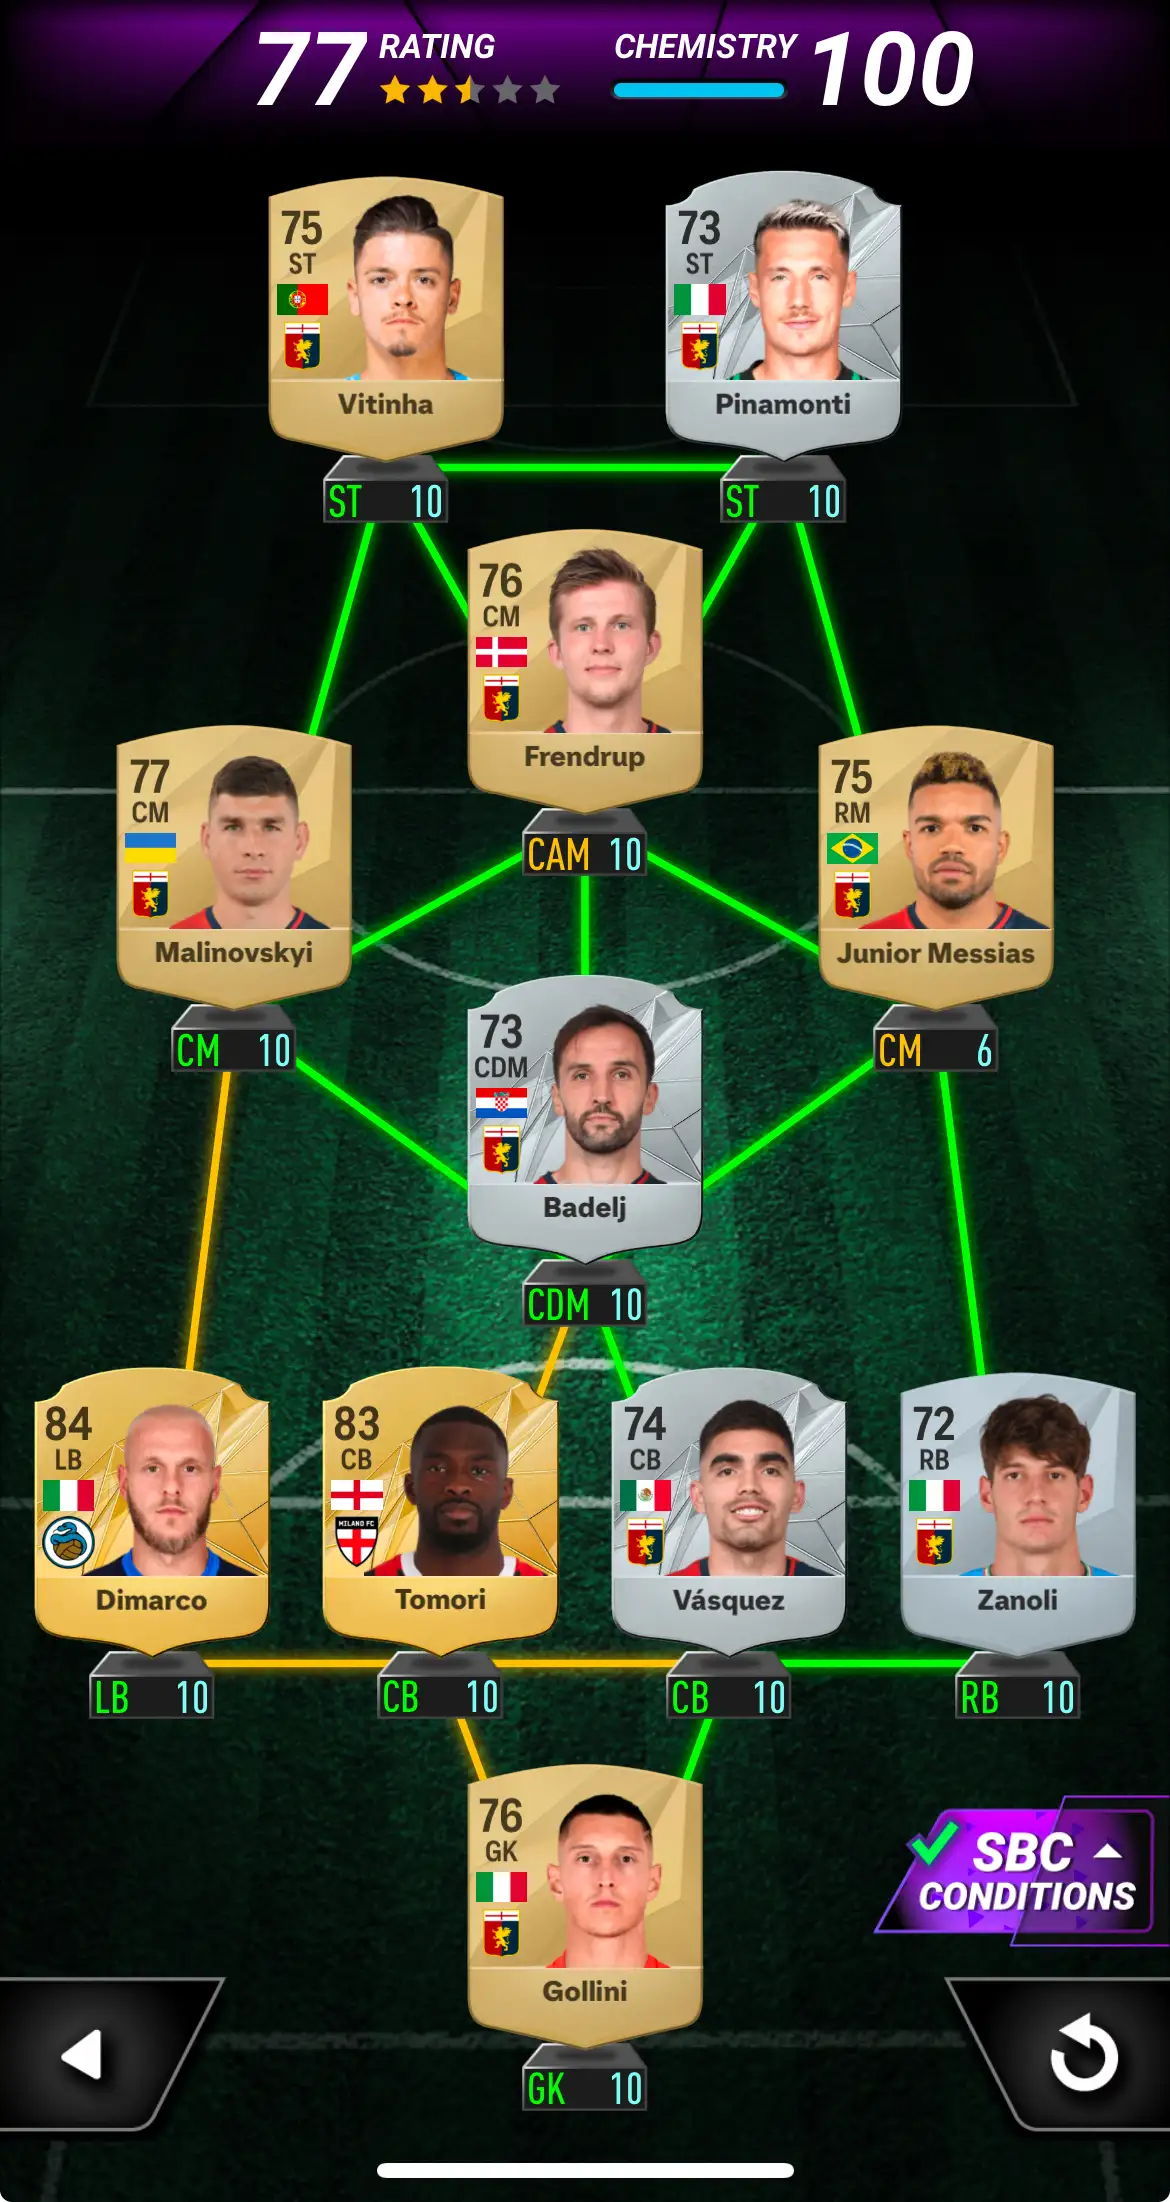 77 RATING CHEMISTRY 100
75
ST
Vitinha
ST 10
73
ST
Pinamonti
ST 10
76
CM
Frendrup
CAM 10
77
CM
Malinovskyi
CM 10
75
RM
Junior Messias
CM 6
73
CDM
Badelj
CDM 10
84
LB
Dimarco
LB 10
83
CB
MILANO FC
Tomori
CB 10
74
CB
Vásquez
CB 10
72
RB
Zanoli
RB 10
76
GK
Gollini
GK 10
SBC
CONDITIONS